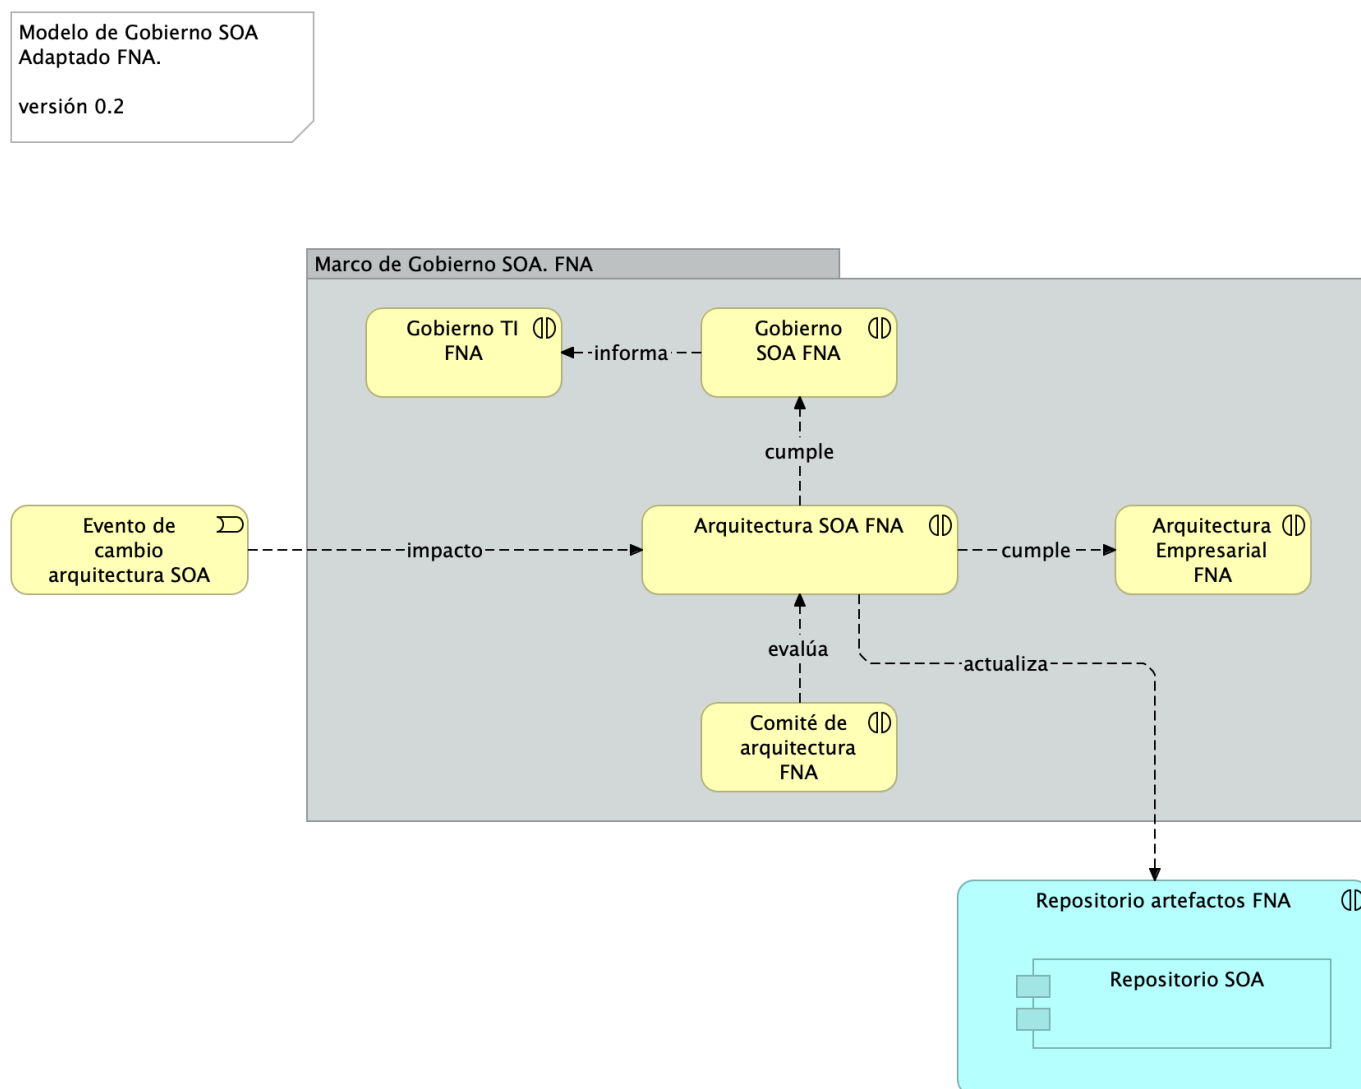 Modelo de Gobierno SOA
Adaptado FNA.
versión 0.2
Marco de Gobierno SOA. FNA
Gobierno TI
FNA
informa
Gobierno
SOA FNA
cumple
Evento de
cambio
arquitectura SOA
impacto
Arquitectura SOA FNA
cumple
Arquitectura
Empresarial
FNA
evalúa
actualiza
Comité de
arquitectura
FNA
Repositorio artefactos FNA
Repositorio SOA